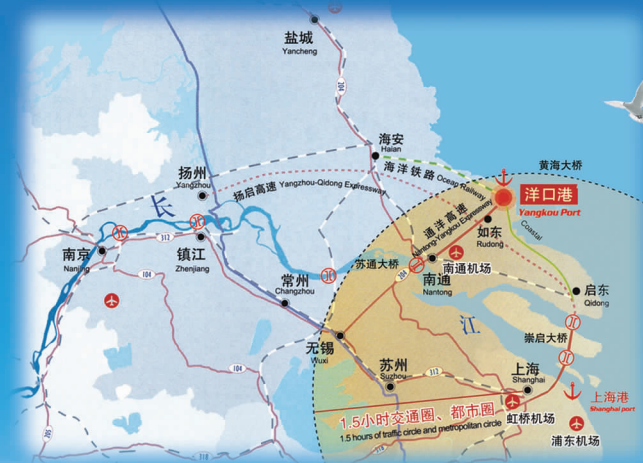 盐城
Yancheng
204
海安
Haian
黄海大桥
海洋铁路 Ocean Railway
扬州
Yangzhou
扬启高速 Yangzhou-Qidong Expressway
洋口港
Yangkou Port
通洋高速
Nantong-Yangkou Expressway
如东
Rudong
Coastal
长
南京
Nanjing
312
镇江
Zhenjiang
104
苏通大桥
204
南通
Nantong
南通机场
常州
Changzhou
启东
Qidong
江
崇启大桥
无锡
Wuxi
苏州
Suzhou
312
上海
Shanghai
上海港
Shanghai port
104
1.5小时交通圈、都市圈
1.5 hours of traffic circle and metropolitan circle
虹桥机场
浦东机场
318